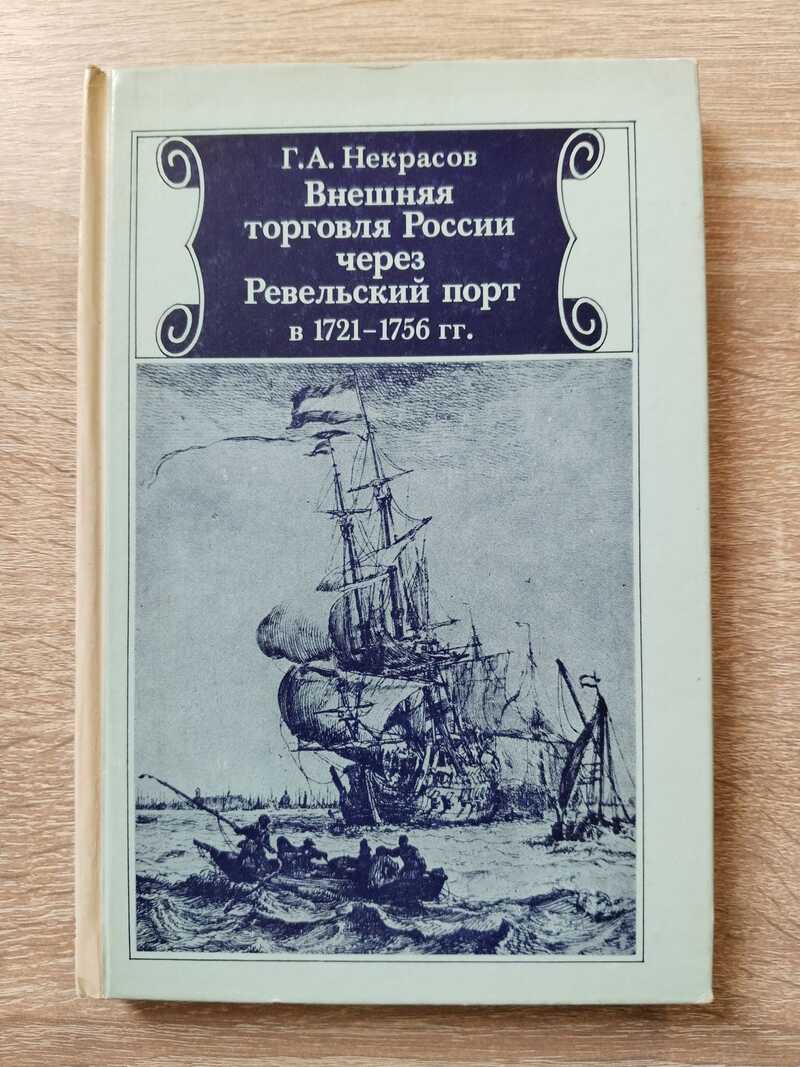 Г.А. Некрасов
Внешняя
торговля России
через
Ревельский порт
в 1721–1756 гг.